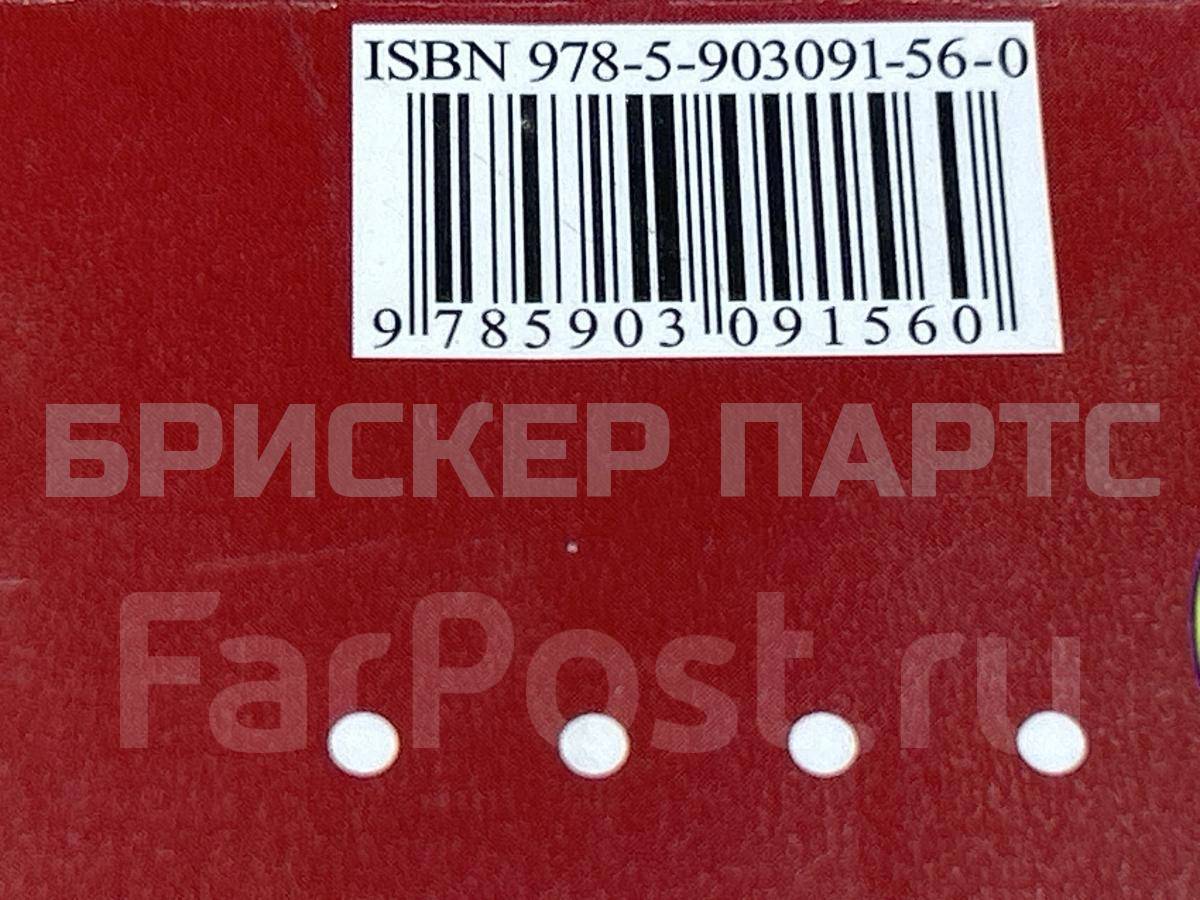 ISBN 978-5-903091-56-0
9 785903 091560
БРИСКЕР ПАРТС
FarPost.ru